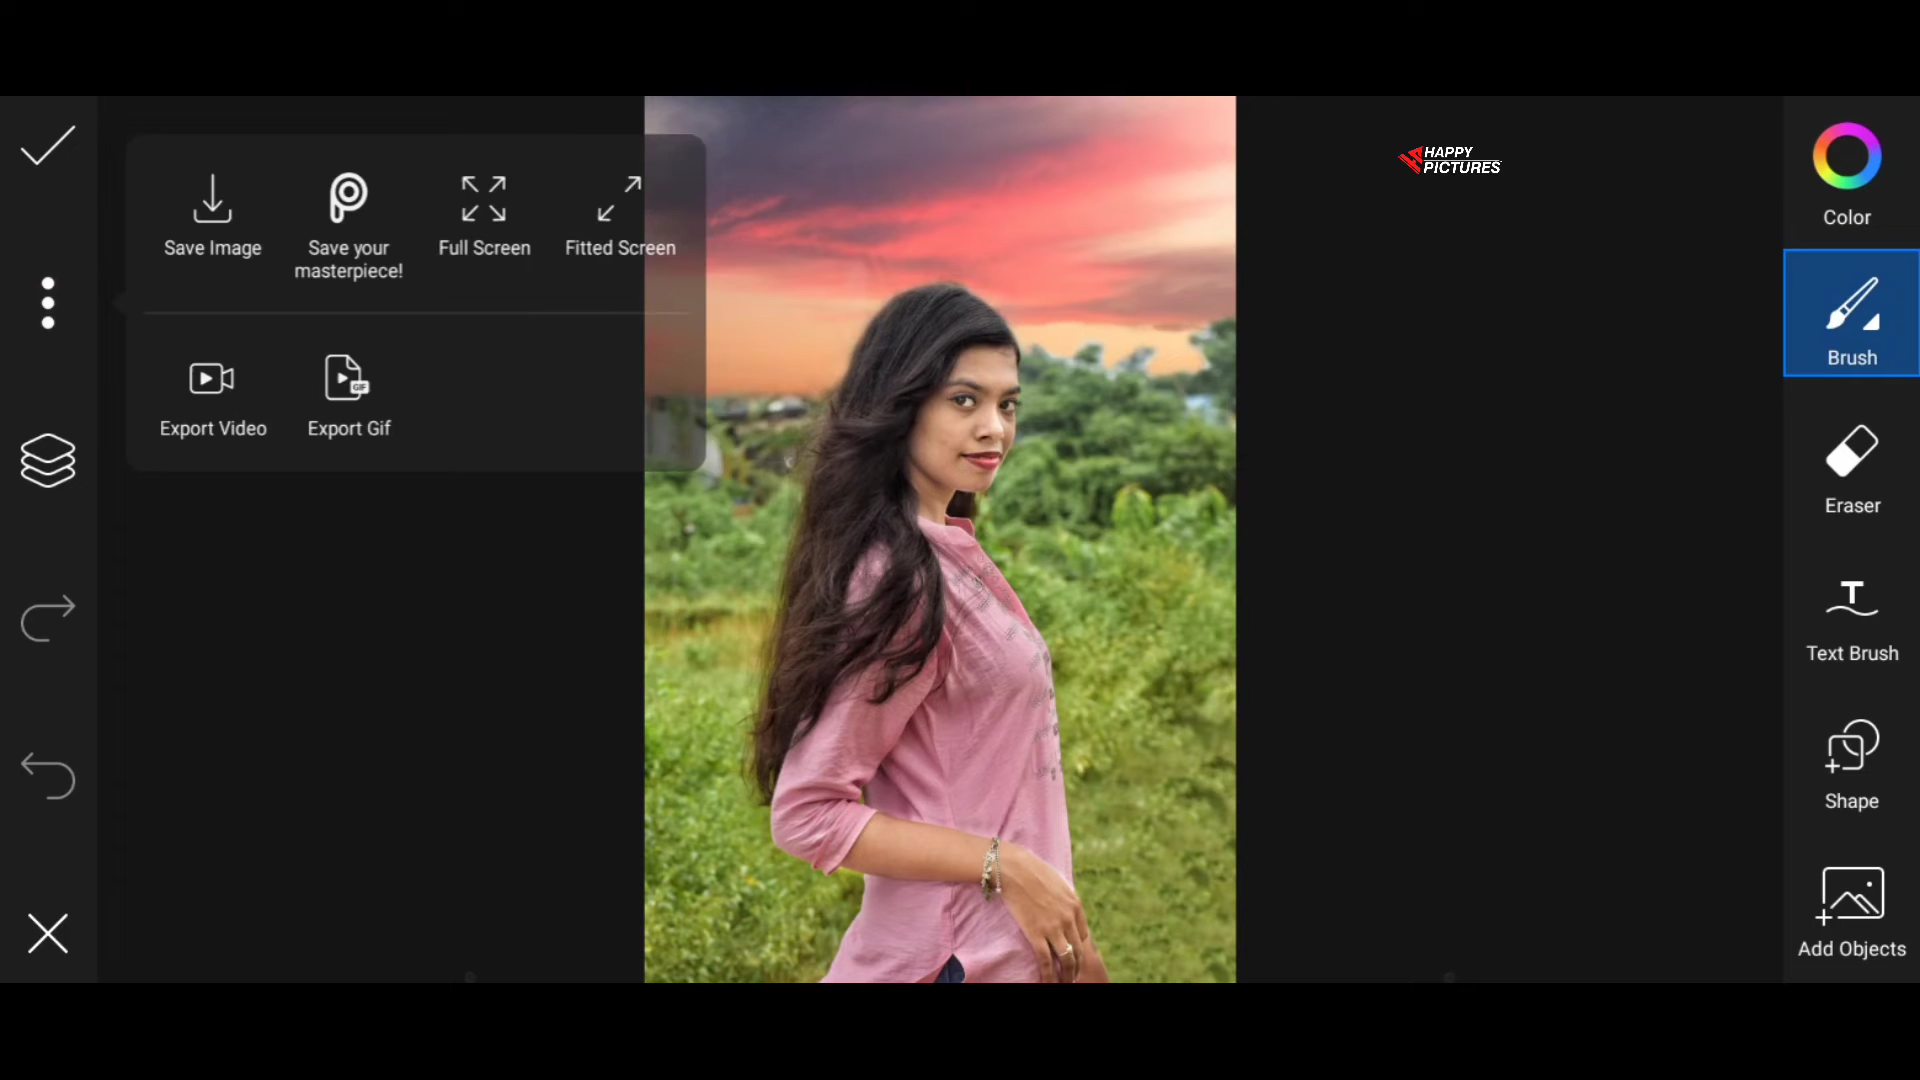 HAPPY
PICTURES
Color
Save Image
Save your
masterpiece!
Full Screen
Fitted Screen
Brush
Export Video
GIF
Export Gif
Eraser
T
Text Brush
Shape
Add Objects